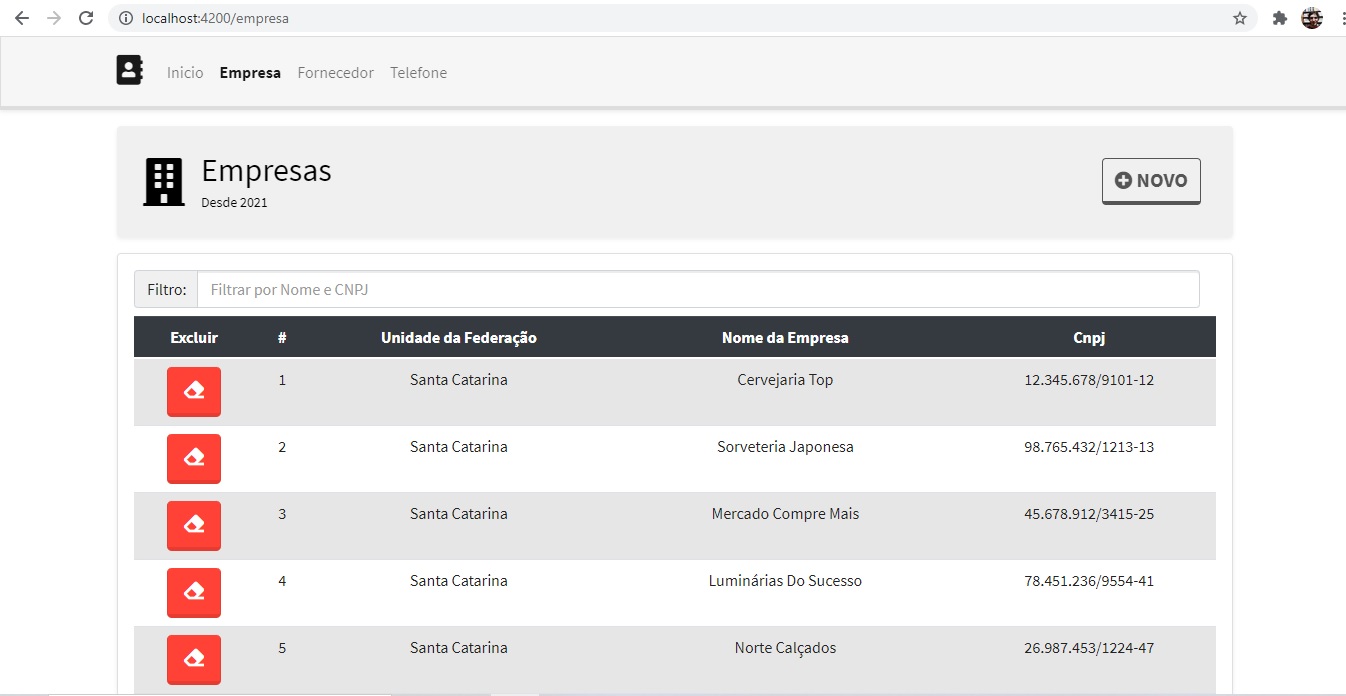 localhost:4200/empresa
Inicio Empresa Fornecedor Telefone
Empresas
Desde 2021
NOVO
Filtro: Filtrar por Nome e CNPJ
Excluir # Unidade da Federação Nome da Empresa Cnpj
1 Santa Catarina Cervejaria Top 12.345.678/9101-12
2 Santa Catarina Sorveteria Japonesa 98.765.432/1213-13
3 Santa Catarina Mercado Compre Mais 45.678.912/3415-25
4 Santa Catarina Luminárias Do Sucesso 78.451.236/9554-41
5 Santa Catarina Norte Calçados 26.987.453/1224-47